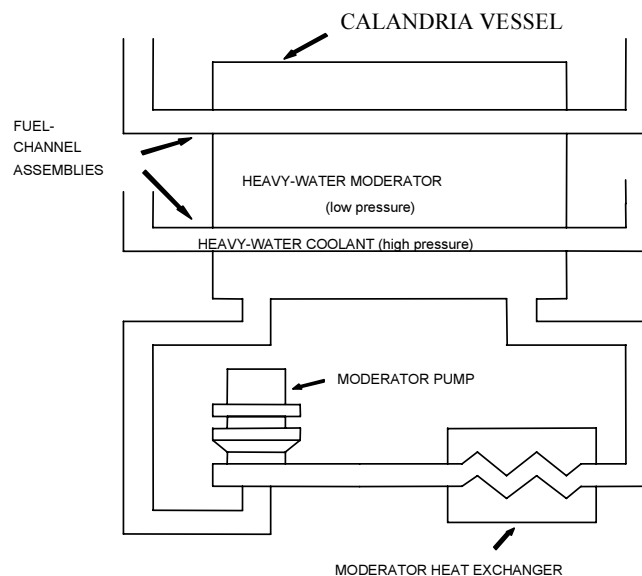 CALANDRIA VESSEL
FUEL-
CHANNEL
ASSEMBLIES
HEAVY-WATER MODERATOR
(low pressure)
HEAVY-WATER COOLANT (high pressure)
MODERATOR PUMP
MODERATOR HEAT EXCHANGER